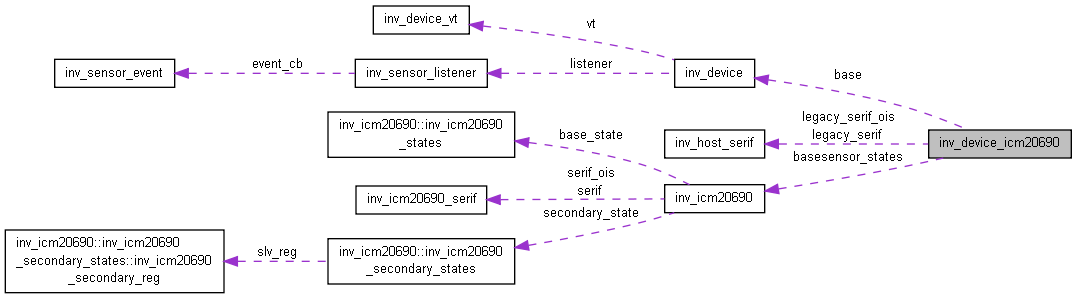 inv_device_vt
vt
inv_sensor_event
event_cb
inv_sensor_listener
listener
inv_device
base
inv_icm20690::inv_icm20690
_states
base_state
inv_host_serif
legacy_serif_ois
legacy_serif
inv_device_icm20690
basesensor_states
inv_icm20690_serif
serif_ois
serif
inv_icm20690
secondary_state
inv_icm20690::inv_icm20690
_secondary_states::inv_icm20690
_secondary_reg
slv_reg
inv_icm20690::inv_icm20690
_secondary_states